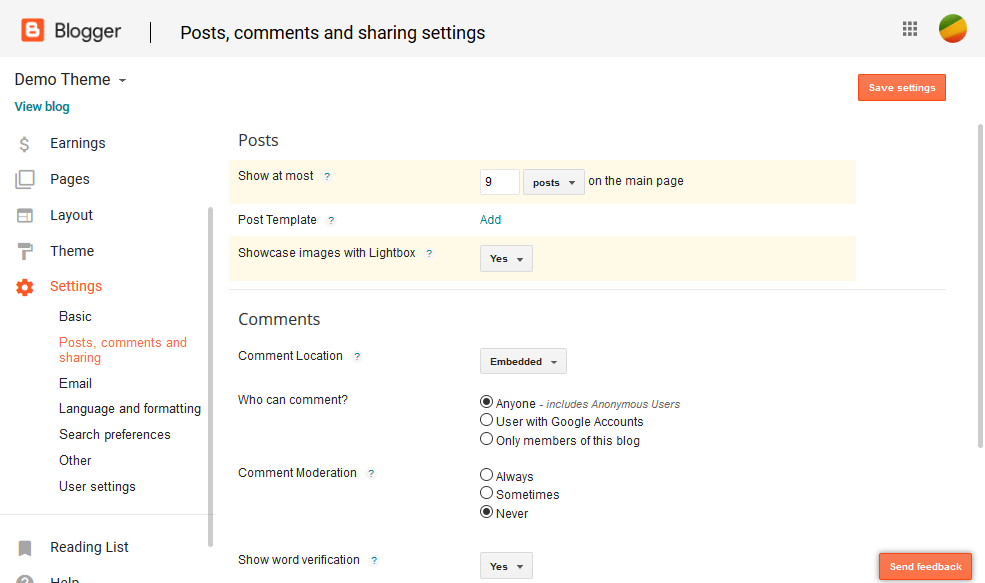 Blogger
Posts, comments and sharing settings
Demo Theme
View blog
Save settings
Earnings
Pages
Layout
Theme
Settings
Basic
Posts, comments and
sharing
Email
Language and formatting
Search preferences
Other
User settings
Reading List
Help
Posts
Show at most ?
9 posts on the main page
Post Template ?
Add
Showcase images with Lightbox ?
Yes
Comments
Comment Location ?
Embedded
Who can comment?
Anyone - includes Anonymous Users
User with Google Accounts
Only members of this blog
Comment Moderation ?
Always
Sometimes
Never
Show word verification ?
Yes
Send feedback